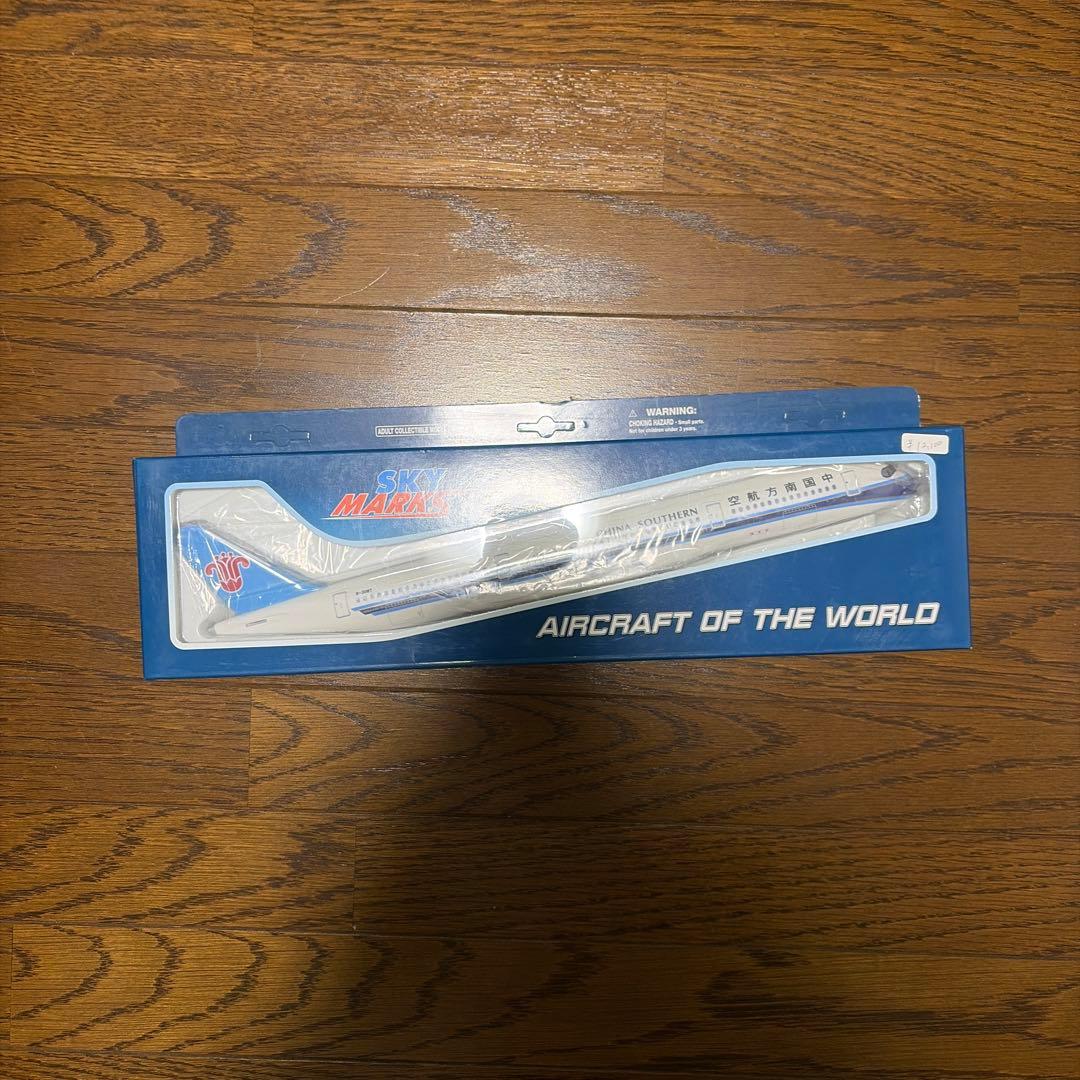 ADULT COLLECTIBLE MODEL
⚠ WARNING:
CHOKING HAZARD - Small parts.
Not for children under 3 years.
SKY
MARKS
CHINA SOUTHERN
空航方南国中
AIRCRAFT OF THE WORLD